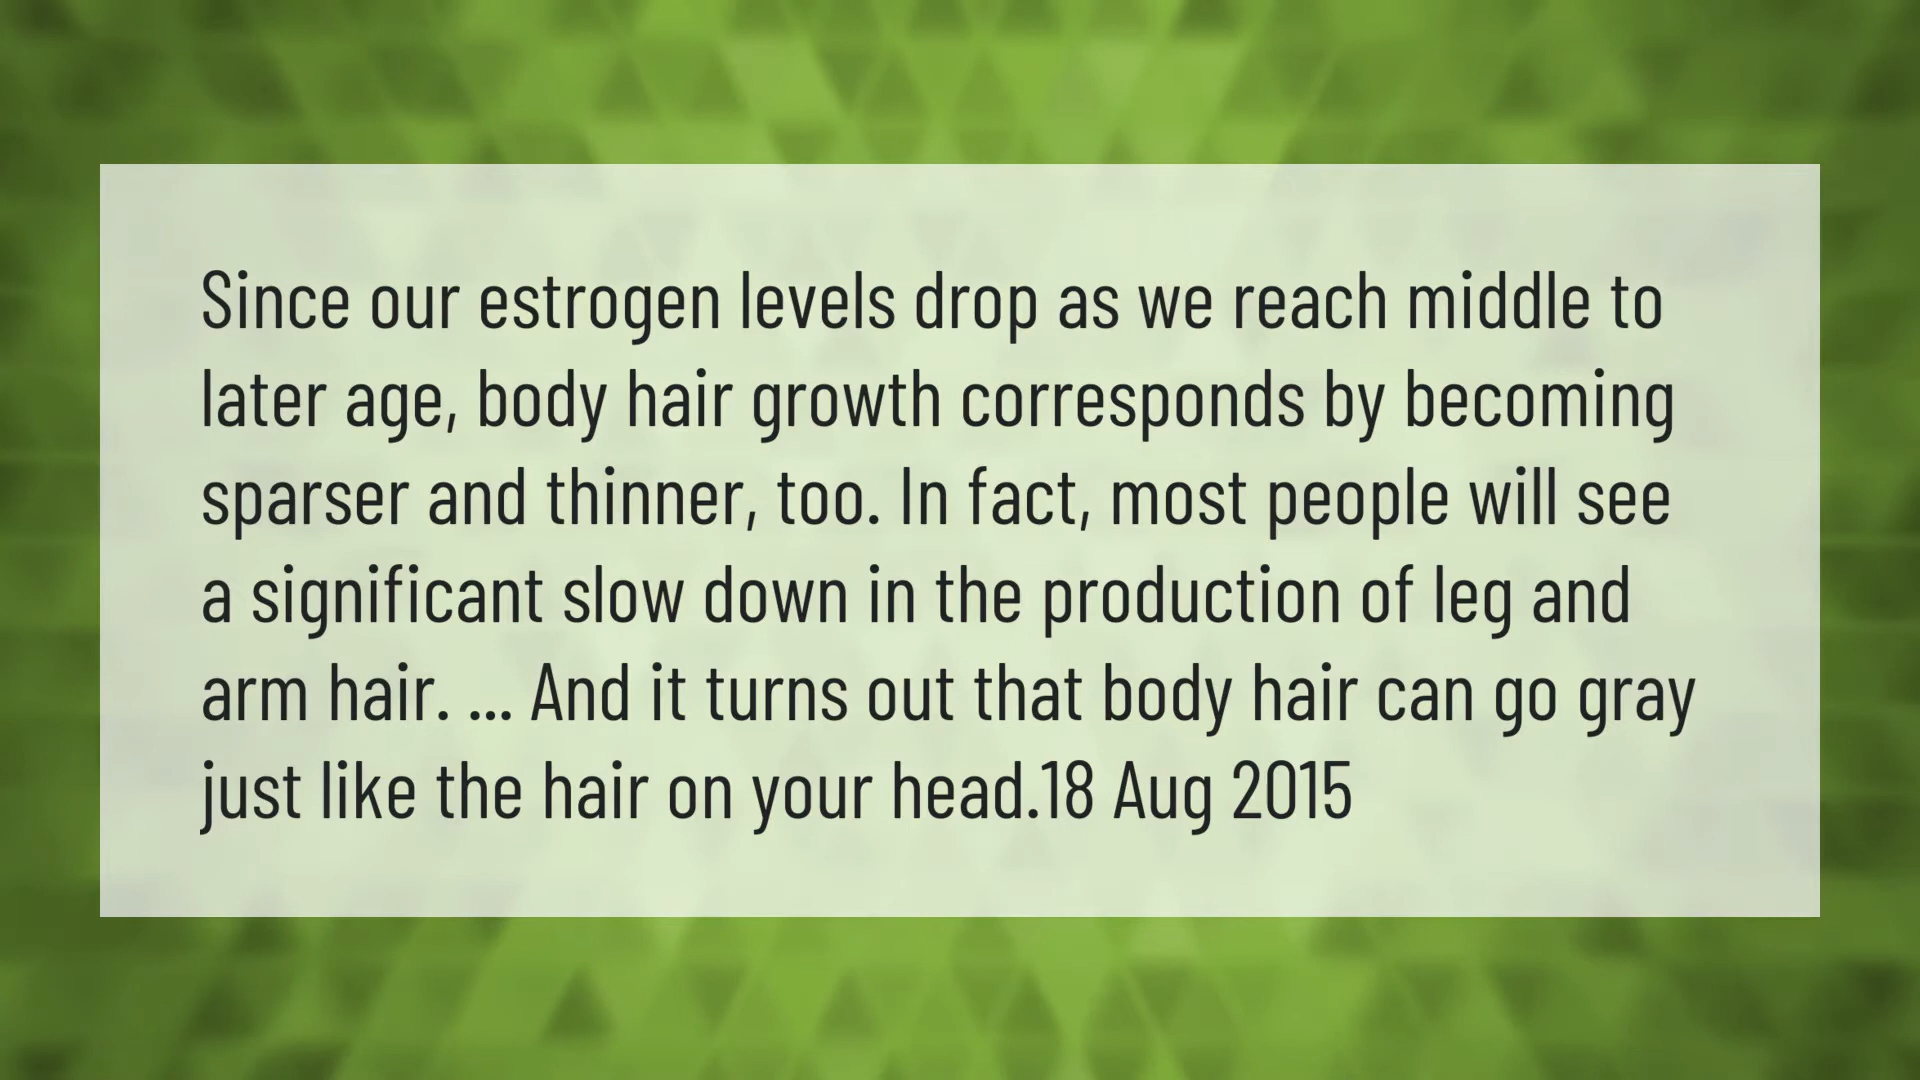 Since our estrogen levels drop as we reach middle to
later age, body hair growth corresponds by becoming
sparser and thinner, too. In fact, most people will see
a significant slow down in the production of leg and
arm hair. ... And it turns out that body hair can go gray
just like the hair on your head.18 Aug 2015